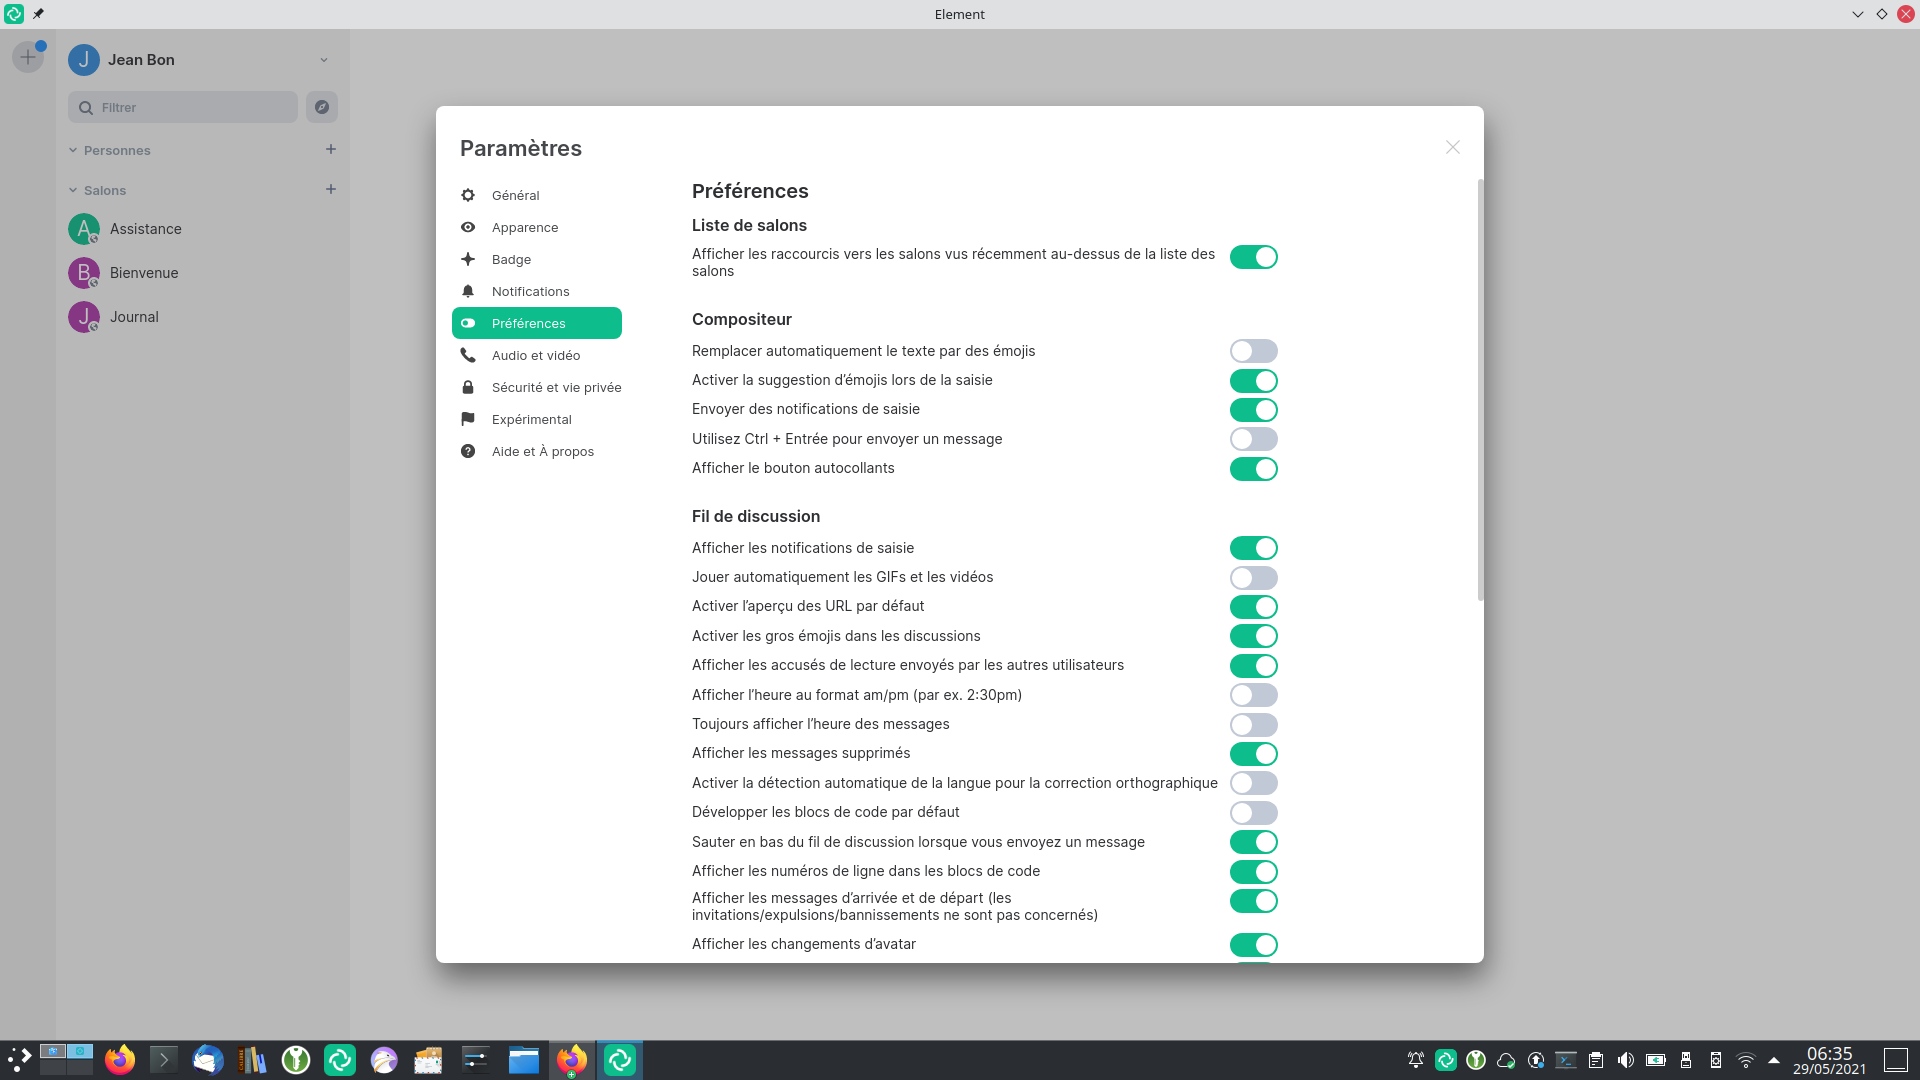 Element
J Jean Bon
Filtrer
Personnes
Salons
A Assistance
B Bienvenue
J Journal
Paramètres
Général
Apparence
Badge
Notifications
Préférences
Audio et vidéo
Sécurité et vie privée
Expérimental
Aide et À propos
Préférences
Liste de salons
Afficher les raccourcis vers les salons vus récemment au-dessus de la liste des
salons
Compositeur
Remplacer automatiquement le texte par des émojis
Activer la suggestion d’émojis lors de la saisie
Envoyer des notifications de saisie
Utilisez Ctrl + Entrée pour envoyer un message
Afficher le bouton autocollants
Fil de discussion
Afficher les notifications de saisie
Jouer automatiquement les GIFs et les vidéos
Activer l’aperçu des URL par défaut
Activer les gros émojis dans les discussions
Afficher les accusés de lecture envoyés par les autres utilisateurs
Afficher l’heure au format am/pm (par ex. 2:30pm)
Toujours afficher l’heure des messages
Afficher les messages supprimés
Activer la détection automatique de la langue pour la correction orthographique
Développer les blocs de code par défaut
Sauter en bas du fil de discussion lorsque vous envoyez un message
Afficher les numéros de ligne dans les blocs de code
Afficher les messages d’arrivée et de départ (les
invitations/expulsions/bannissements ne sont pas concernés)
Afficher les changements d’avatar
06:35
29/05/2021